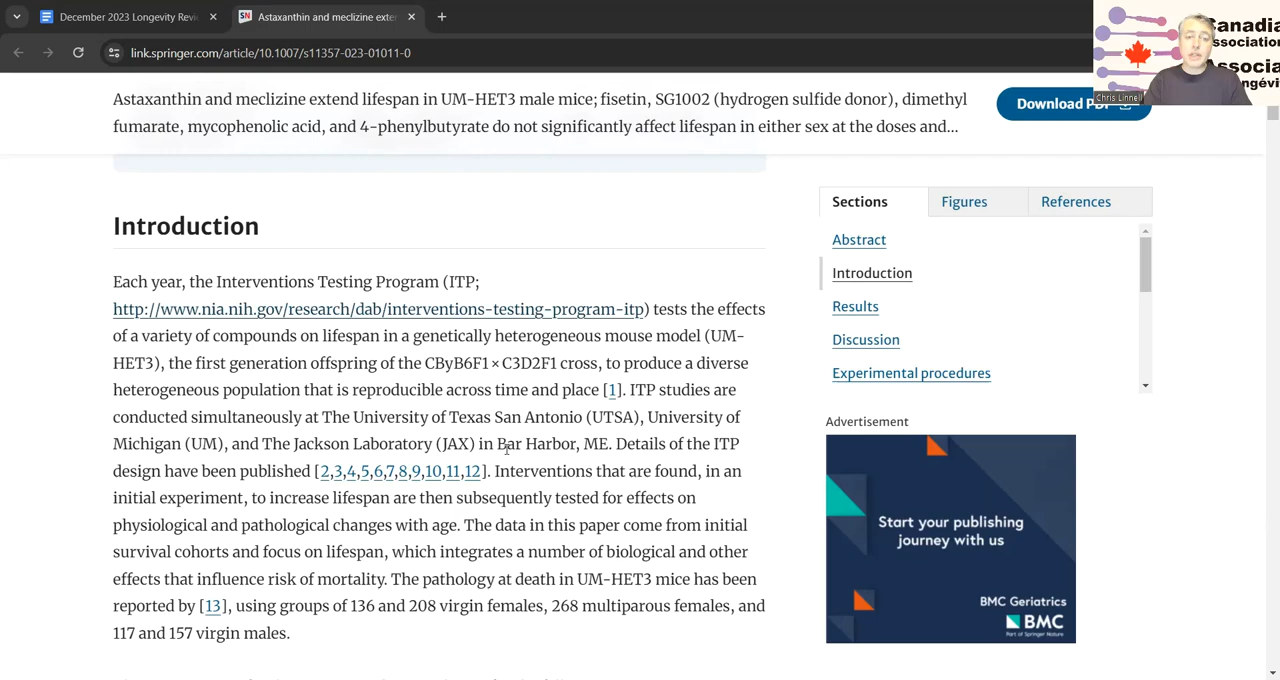 December 2023 Longevity Revi
Astaxanthin and meclizine exter
link.springer.com/article/10.1007/s11357-023-01011-0
Canadia
Association
Associa
ngévi
Chris Linnell
Astaxanthin and meclizine extend lifesp UM-HET3 male mice; fisetin, SG1002 (hydrogen sulfide donor), dimethyl
fumarate, mycophenolic acid, and 4-phenylbutyrate do not significantly affect lifespan in either sex at the doses and…
Download PDF
Introduction
Each year, the Interventions Testing Program (ITP;
http://www.nia.nih.gov/research/dab/interventions-testing-program-itp) tests the effects
of a variety of compounds on lifespan in a genetically heterogeneous mouse model (UM-
HET3), the first generation offspring of the CByB6F1 × C3D2F1 cross, to produce a diverse
heterogeneous population that is reproducible across time and place [1]. ITP studies are
conducted simultaneously at The University of Texas San Antonio (UTSA), University of
Michigan (UM), and The Jackson Laboratory (JAX) in Bar Harbor, ME. Details of the ITP
design have been published [2,3,4,5,6,7,8,9,10,11,12]. Interventions that are found, in an
initial experiment, to increase lifespan are then subsequently tested for effects on
physiological and pathological changes with age. The data in this paper come from initial
survival cohorts and focus on lifespan, which integrates a number of biological and other
effects that influence risk of mortality. The pathology at death in UM-HET3 mice has been
reported by [13], using groups of 136 and 208 virgin females, 268 multiparous females, and
117 and 157 virgin males.
Sections
Figures
References
Abstract
Introduction
Results
Discussion
Experimental procedures
Advertisement
Start your publishing
journey with us
BMC Geriatrics
BMC
Part of Springer Nature